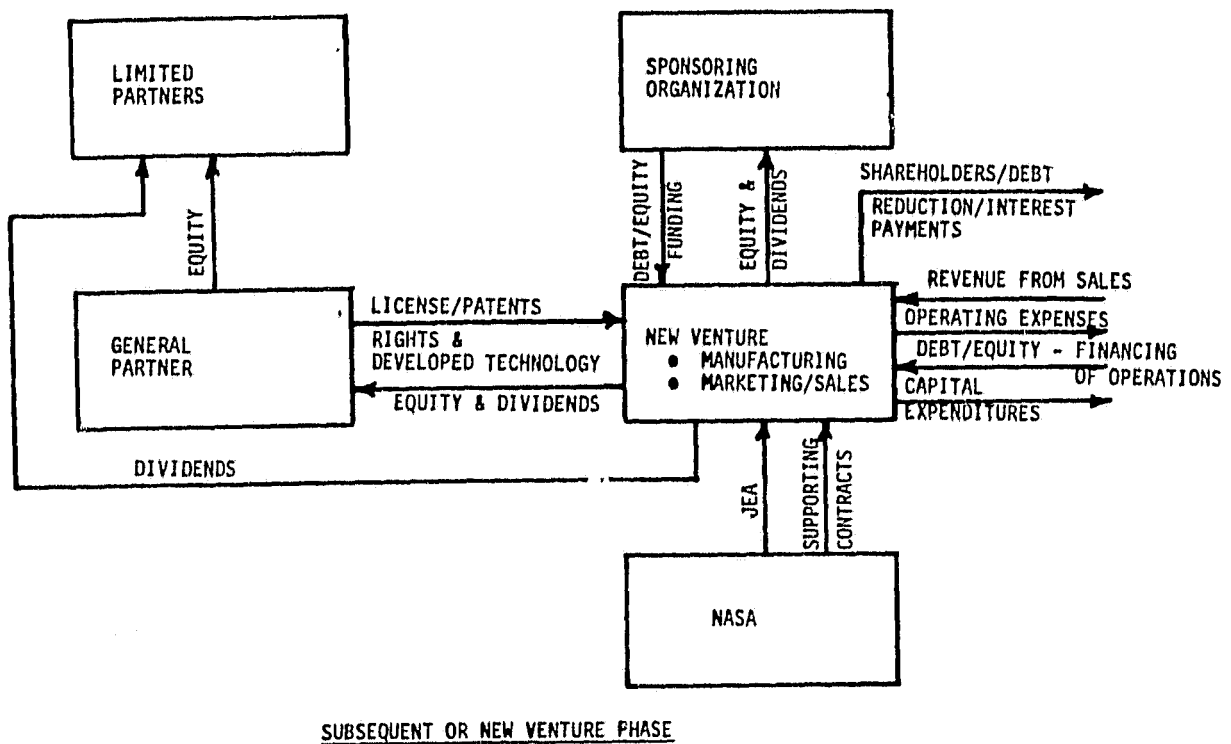 LIMITED
PARTNERS
SPONSORING
ORGANIZATION
EQUITY
DEBT/EQUITY
FUNDING
EQUITY &
DIVIDENDS
SHAREHOLDERS/DEBT
REDUCTION/INTEREST
PAYMENTS
GENERAL
PARTNER
LICENSE/PATENTS
RIGHTS &
DEVELOPED TECHNOLOGY
EQUITY & DIVIDENDS
NEW VENTURE
● MANUFACTURING
● MARKETING/SALES
REVENUE FROM SALES
OPERATING EXPENSES
DEBT/EQUITY - FINANCING
OF OPERATIONS
CAPITAL
EXPENDITURES
DIVIDENDS
JEA
SUPPORTING
CONTRACTS
NASA
SUBSEQUENT OR NEW VENTURE PHASE